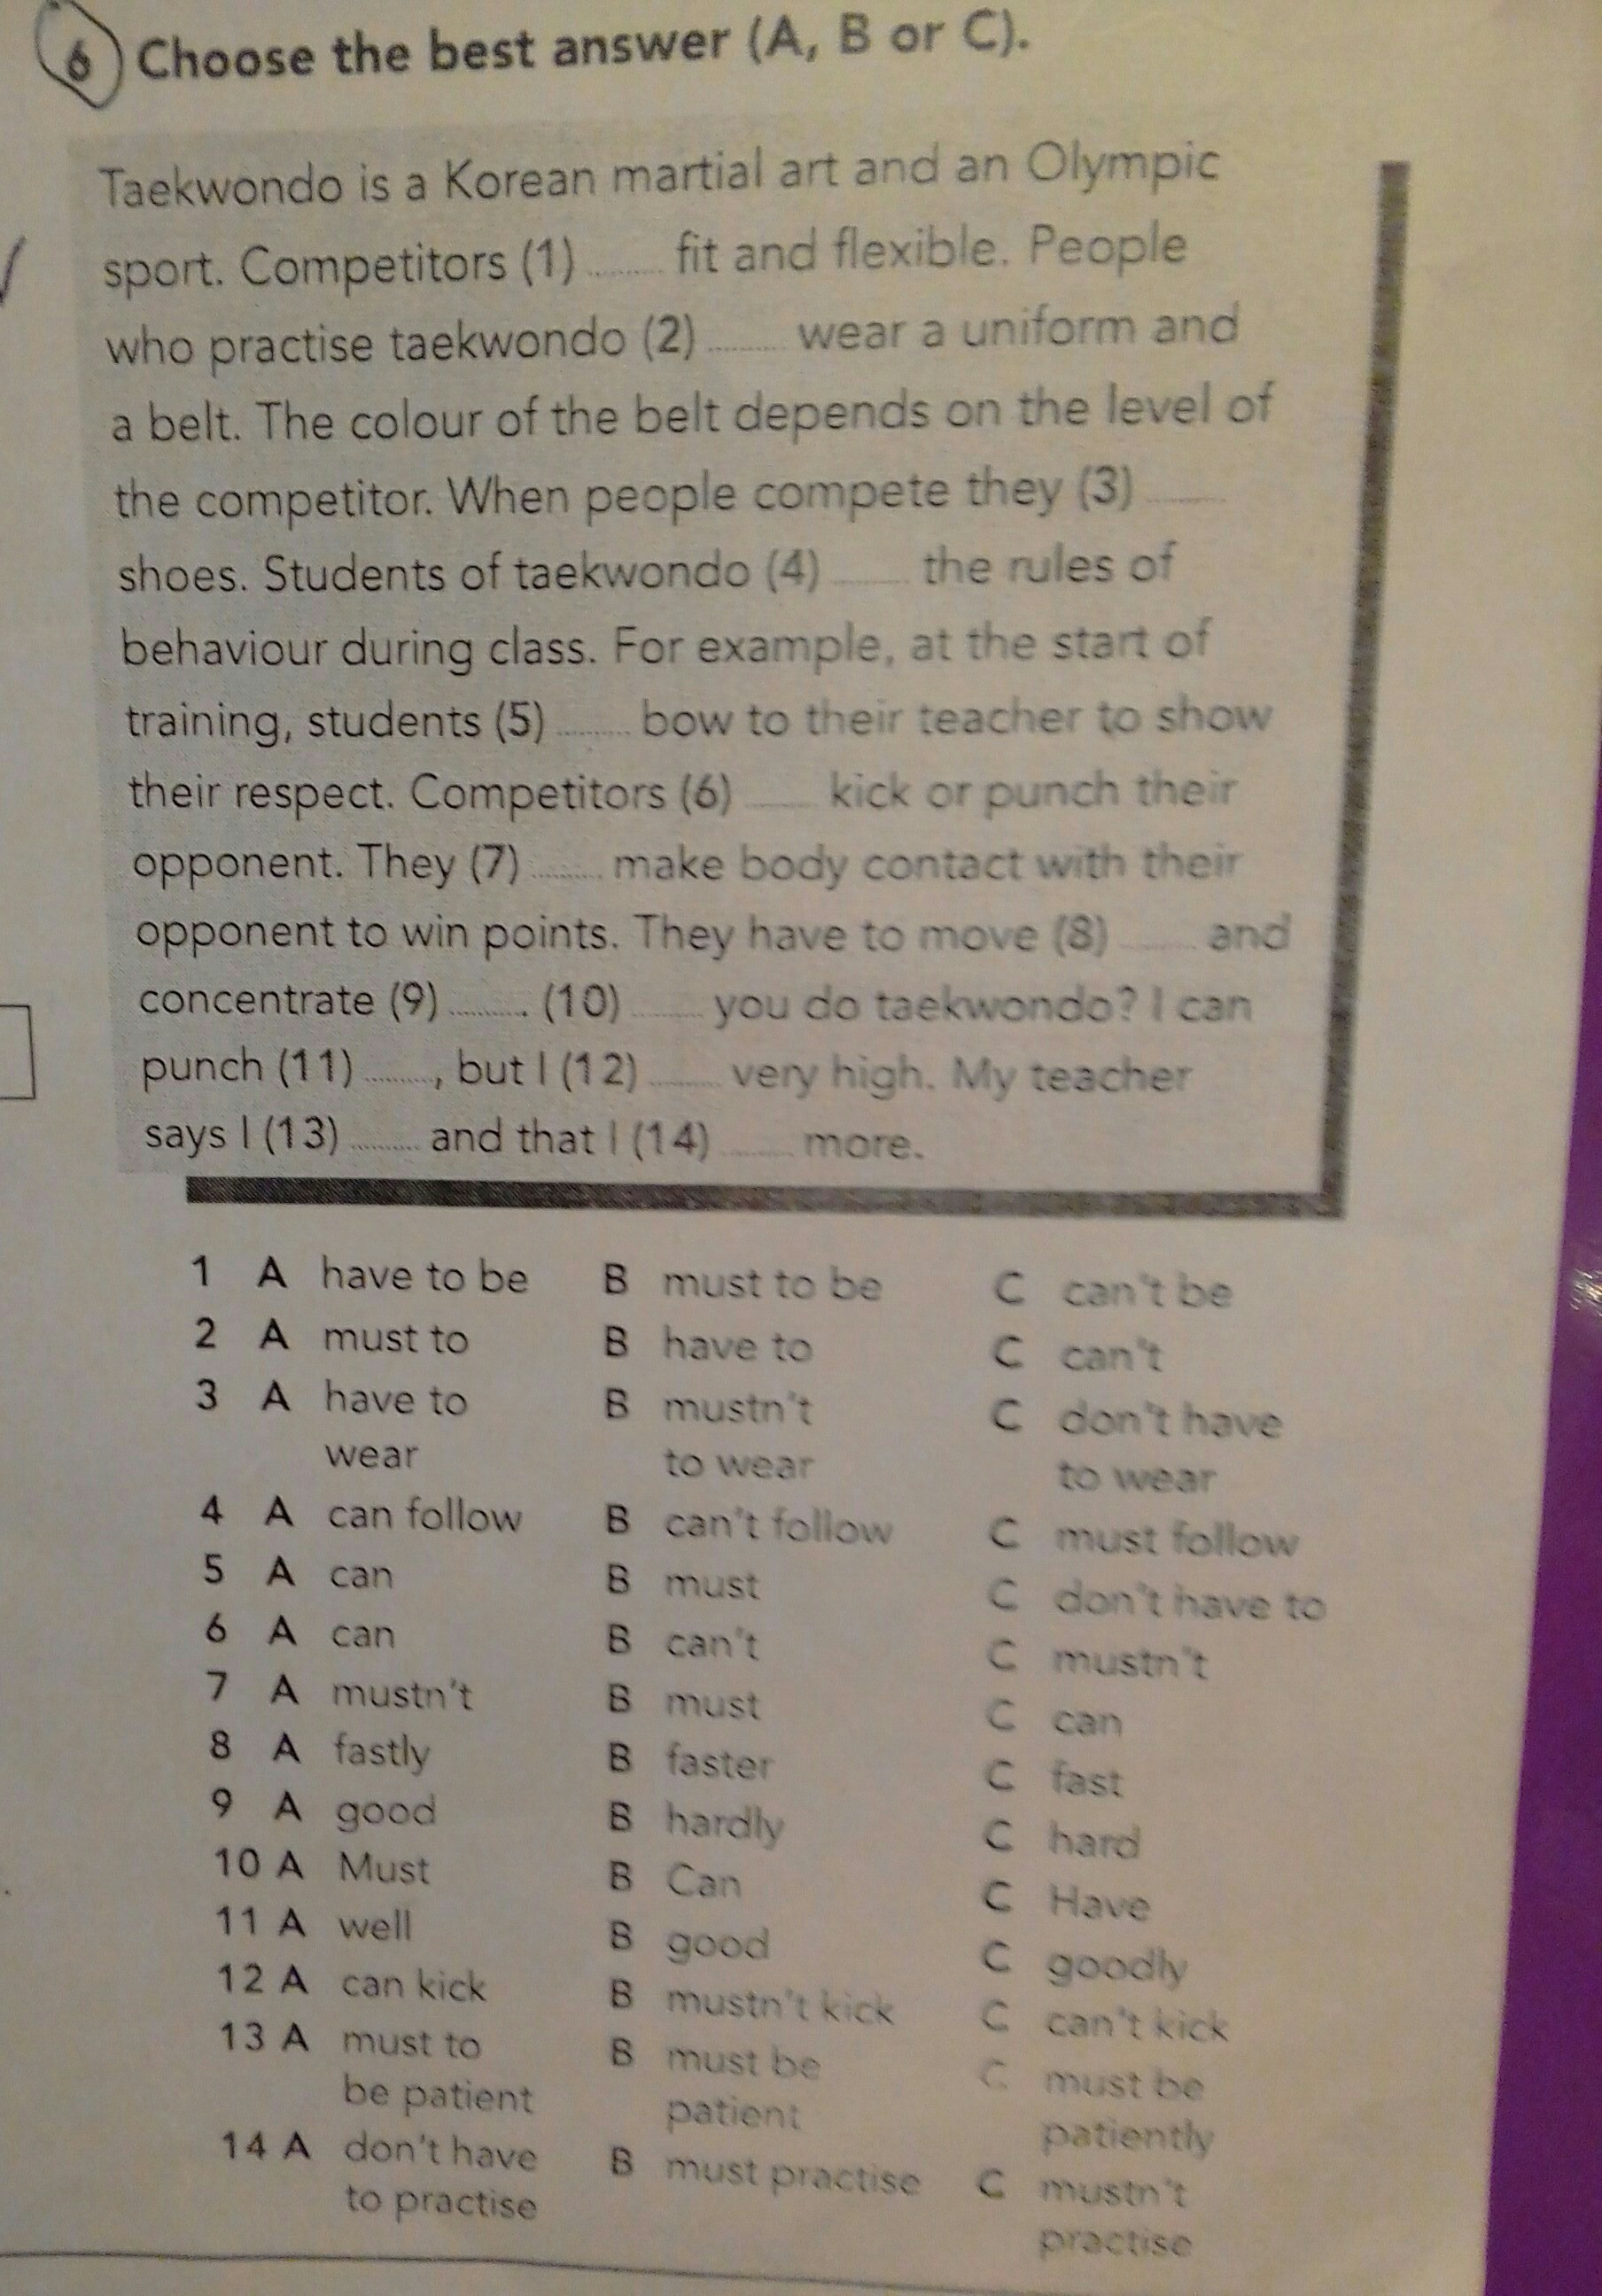 6 Choose the best answer (A, B or C).
Taekwondo is a Korean martial art and an Olympic
sport. Competitors (1) ......... fit and flexible. People
who practise taekwondo (2) ......... wear a uniform and
a belt. The colour of the belt depends on the level of
the competitor. When people compete they (3) .........
shoes. Students of taekwondo (4) ......... the rules of
behaviour during class. For example, at the start of
training, students (5) ......... bow to their teacher to show
their respect. Competitors (6) ......... kick or punch their
opponent. They (7) ......... make body contact with their
opponent to win points. They have to move (8) ......... and
concentrate (9) ......... . (10) ......... you do taekwondo? I can
punch (11) ........., but I (12) ......... very high. My teacher
says I (13) ......... and that I (14) ......... more.
1 A have to be B must to be C can't be
2 A must to B have to C can't
3 A have to B mustn't C don't have
wear to wear to wear
4 A can follow B can't follow C must follow
5 A can B must C don't have to
6 A can B can't C mustn't
7 A mustn't B must C can
8 A fastly B faster C fast
9 A good B hardly C hard
10 A Must B Can C Have
11 A well B good C goodly
12 A can kick B mustn't kick C can't kick
13 A must to B must be C must be
be patient patient patiently
14 A don't have B must practise C mustn't
to practise practise